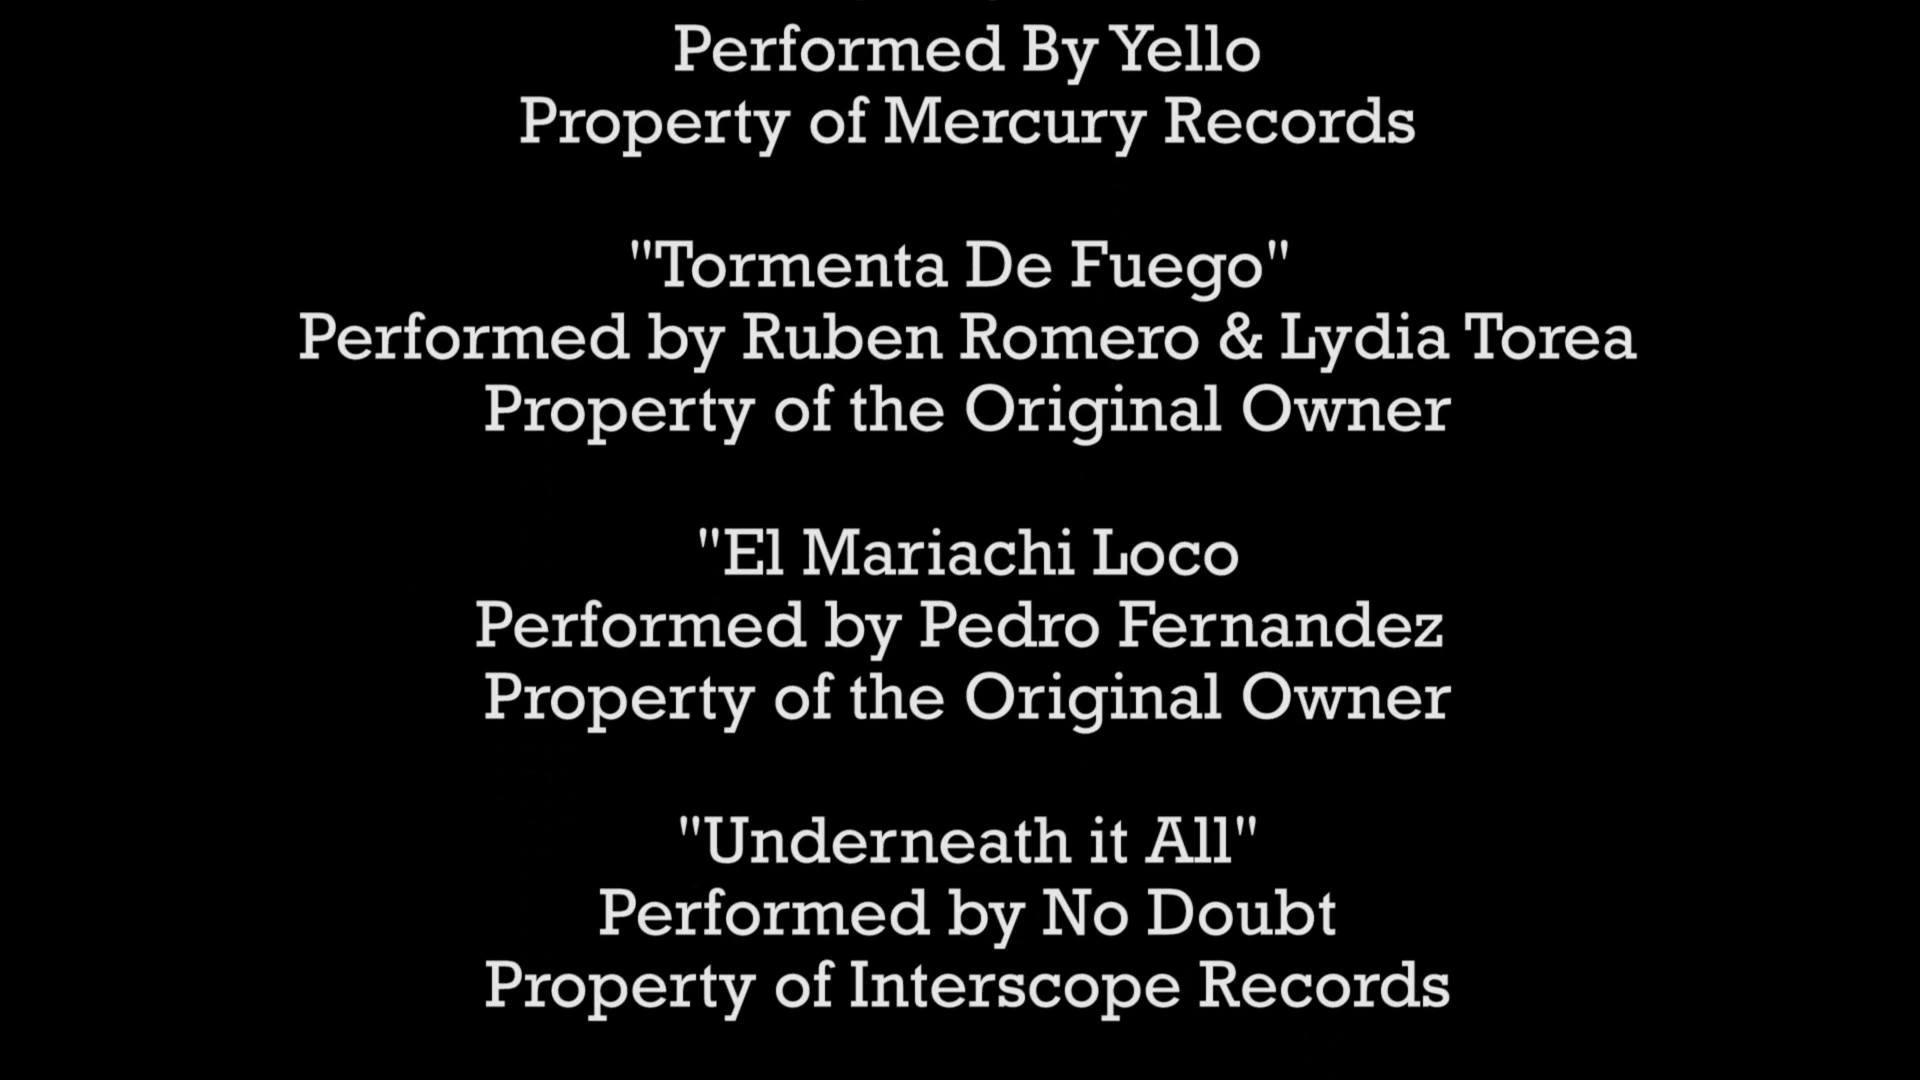 Performed By Yello
Property of Mercury Records
"Tormenta De Fuego"
Performed by Ruben Romero & Lydia Torea
Property of the Original Owner
"El Mariachi Loco
Performed by Pedro Fernandez
Property of the Original Owner
"Underneath it All"
Performed by No Doubt
Property of Interscope Records